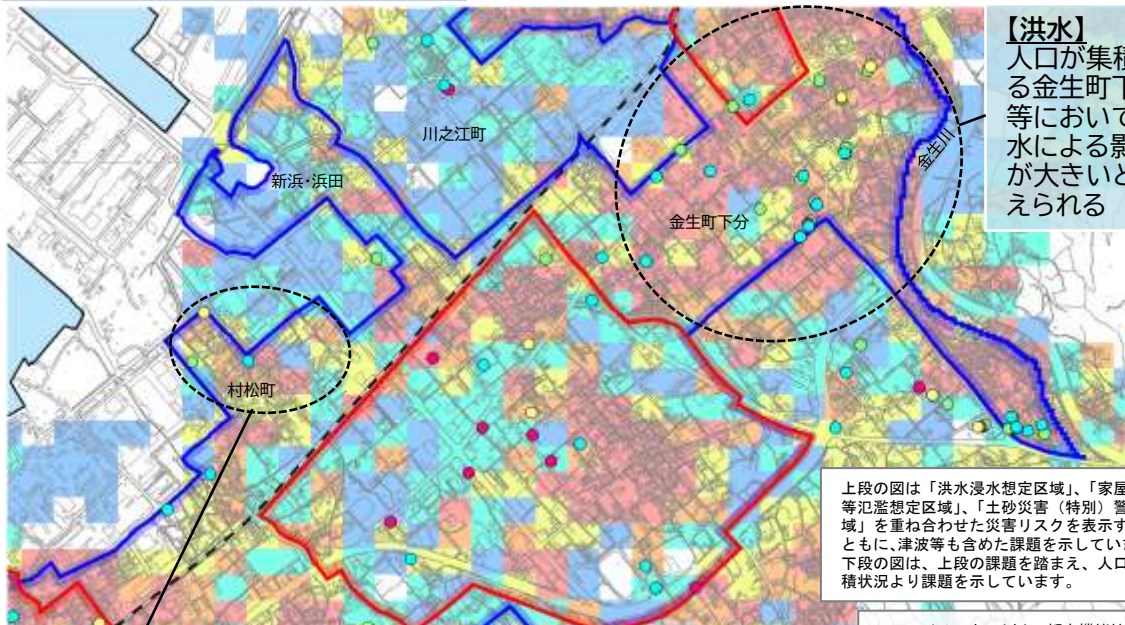 【洪水】
人口が集積
る金生町下
等において
水による影
が大きいと
えられる
川之江町
新浜・浜田
金生川
金生町下分
村松町
上段の図は「洪水浸水想定区域」、「家屋
等氾濫想定区域」、「土砂災害（特別）警
域」を重ね合わせた災害リスクを表示す
ともに、津波等も含めた課題を示してい
下段の図は、上段の課題を踏まえ、人口
積状況より課題を示しています。